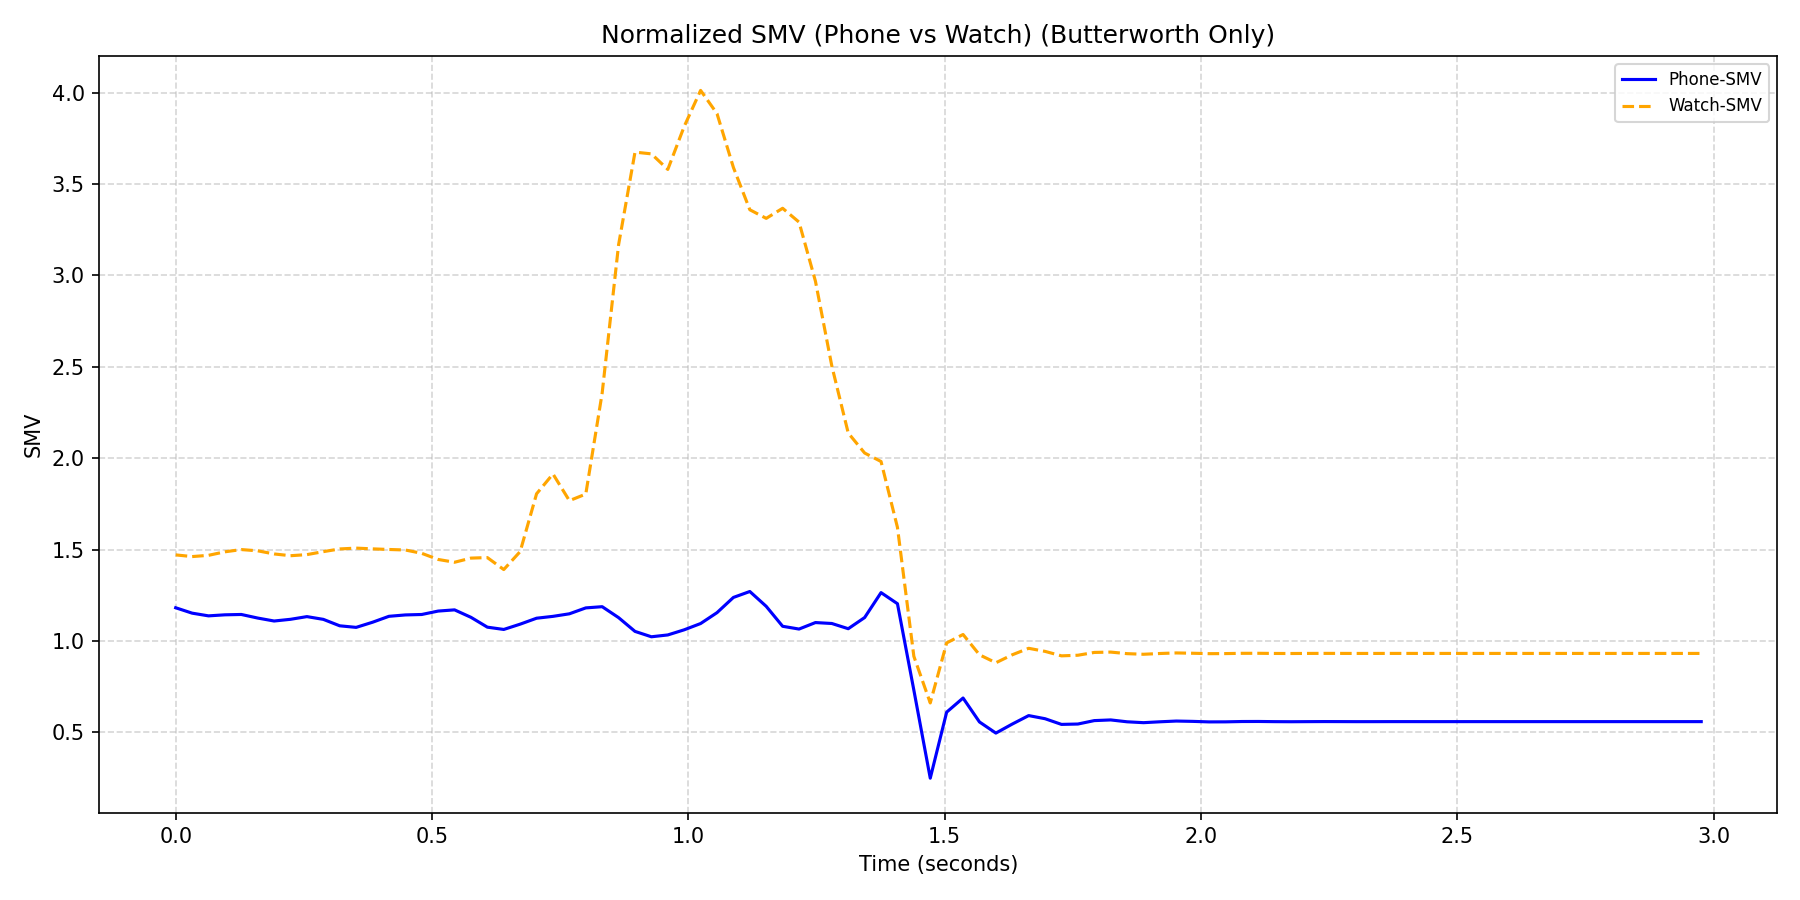 Normalized SMV (Phone vs Watch) (Butterworth Only)
Phone-SMV
Watch-SMV
4.0
3.5
3.0
2.5
2.0
1.5
1.0
0.5
SMV
0.0 0.5 1.0 1.5 2.0 2.5 3.0
Time (seconds)